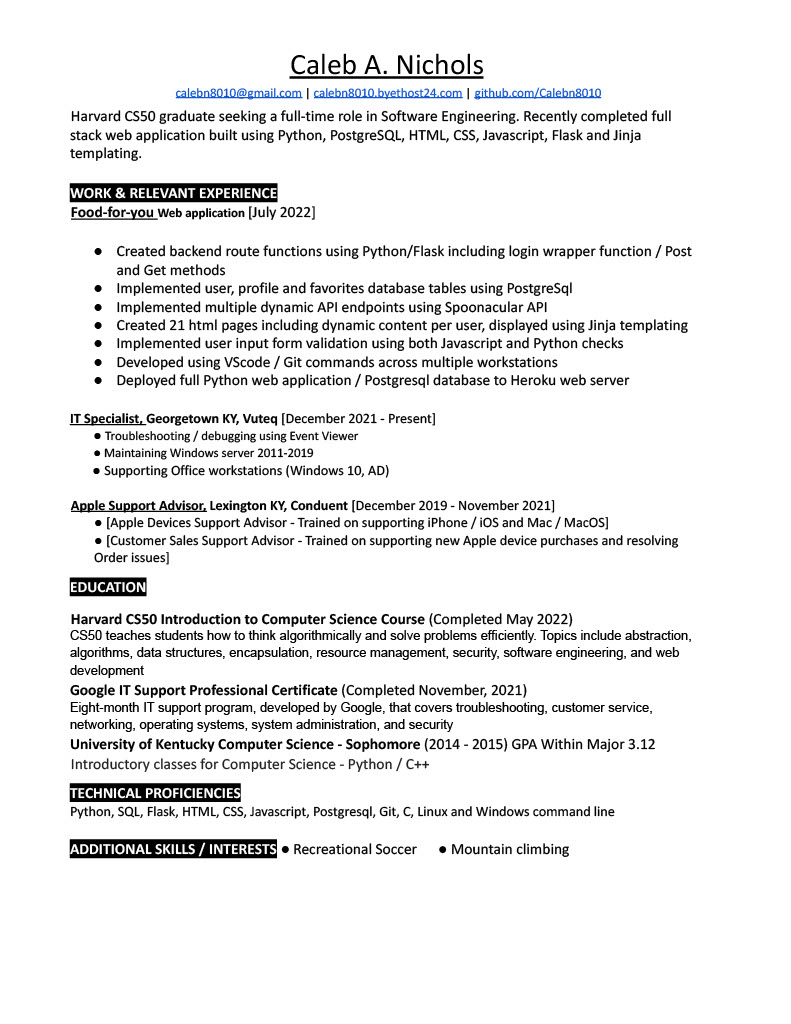 Caleb A. Nichols
calebn8010@gmail.com | calebn8010.byethost24.com | github.com/Calebn8010
Harvard CS50 graduate seeking a full-time role in Software Engineering. Recently completed full
stack web application built using Python, PostgreSQL, HTML, CSS, Javascript, Flask and Jinja
templating.
WORK & RELEVANT EXPERIENCE
Food-for-you Web application [July 2022]
● Created backend route functions using Python/Flask including login wrapper function / Post
and Get methods
● Implemented user, profile and favorites database tables using PostgreSql
● Implemented multiple dynamic API endpoints using Spoonacular API
● Created 21 html pages including dynamic content per user, displayed using Jinja templating
● Implemented user input form validation using both Javascript and Python checks
● Developed using VScode / Git commands across multiple workstations
● Deployed full Python web application / Postgresql database to Heroku web server
IT Specialist, Georgetown KY, Vuteq [December 2021 - Present]
● Troubleshooting / debugging using Event Viewer
● Maintaining Windows server 2011-2019
● Supporting Office workstations (Windows 10, AD)
Apple Support Advisor, Lexington KY, Conduent [December 2019 - November 2021]
● [Apple Devices Support Advisor - Trained on supporting iPhone / iOS and Mac / MacOS]
● [Customer Sales Support Advisor - Trained on supporting new Apple device purchases and resolving
Order issues]
EDUCATION
Harvard CS50 Introduction to Computer Science Course (Completed May 2022)
CS50 teaches students how to think algorithmically and solve problems efficiently. Topics include abstraction,
algorithms, data structures, encapsulation, resource management, security, software engineering, and web
development
Google IT Support Professional Certificate (Completed November, 2021)
Eight-month IT support program, developed by Google, that covers troubleshooting, customer service,
networking, operating systems, system administration, and security
University of Kentucky Computer Science - Sophomore (2014 - 2015) GPA Within Major 3.12
Introductory classes for Computer Science - Python / C++
TECHNICAL PROFICIENCIES
Python, SQL, Flask, HTML, CSS, Javascript, Postgresql, Git, C, Linux and Windows command line
ADDITIONAL SKILLS / INTERESTS ● Recreational Soccer ● Mountain climbing